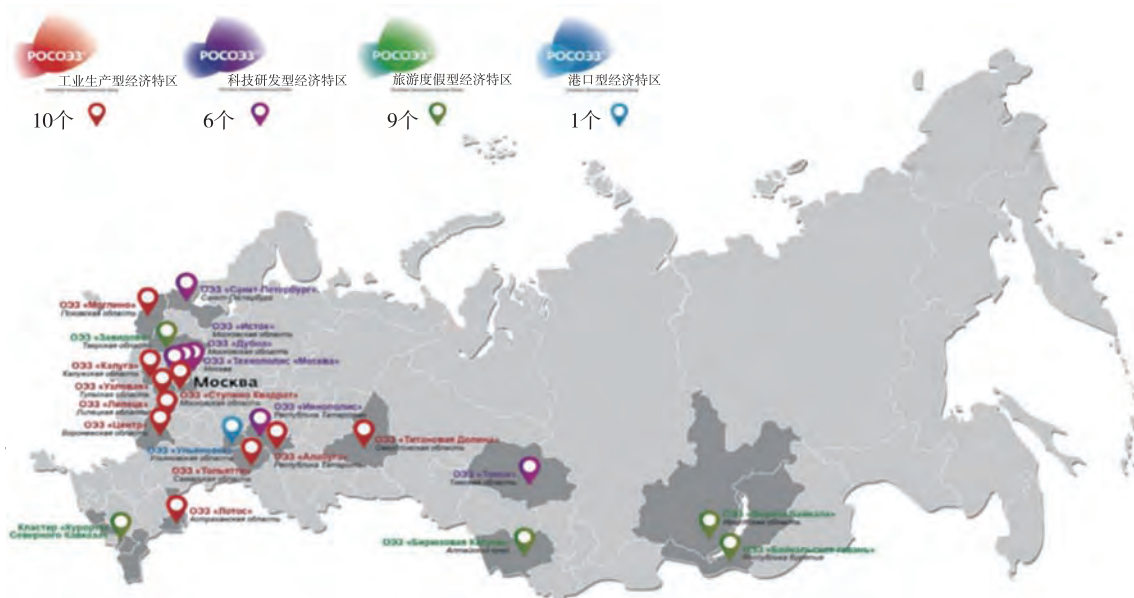 РОСОЭЗ
工业生产型经济特区
10个
РОСОЭЗ
科技研发型经济特区
6个
РОСОЭЗ
旅游度假型经济特区
9个
РОСОЭЗ
港口型经济特区
1个
ОЭЗ «Санкт-Петербург»
Санкт-Петербург
ОЭЗ «Моглино»
Псковская область
ОЭЗ «Исток»
Московская область
ОЭЗ «Завидово»
Тверская область
ОЭЗ «Дубна»
Московская область
ОЭЗ «Технополис «Москва»
Москва
ОЭЗ «Калуга»
Калужская область
Москва
ОЭЗ «Узловая»
Тульская область
ОЭЗ «Ступино Квадрат»
Московская область
ОЭЗ «Липецк»
Липецкая область
ОЭЗ «Иннополис»
Республика Татарстан
ОЭЗ «Центр»
Воронежская область
ОЭЗ «Титановая Долина»
Свердловская область
ОЭЗ «Ульяновск»
Ульяновская область
ОЭЗ «Алабуга»
Республика Татарстан
ОЭЗ «Тольятти»
Самарская область
ОЭЗ «Томск»
Томская область
ОЭЗ «Лотос»
Астраханская область
Кластер «Курорты
Северного Кавказа»
ОЭЗ «Ворота Байкала»
Иркутская область
ОЭЗ «Бирюзовая Катунь»
Алтайский край
ОЭЗ «Байкальская гавань»
Республика Бурятия